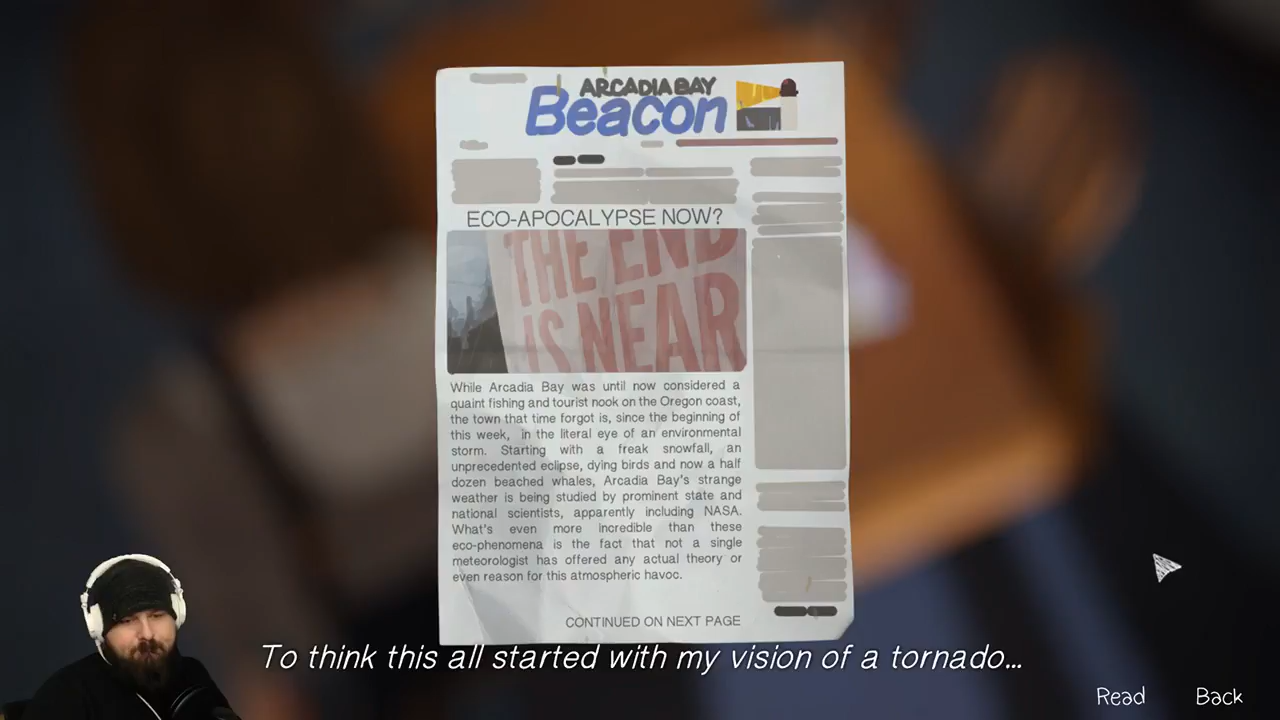 ARCADIA BAY
Beacon
ECO-APOCALYPSE NOW?
THE END
IS NEAR
While Arcadia Bay was until now considered a
quaint fishing and tourist nook on the Oregon coast,
the town that time forgot is, since the beginning of
this week, in the literal eye of an environmental
storm. Starting with a freak snowfall, an
unprecedented eclipse, dying birds and now a half
dozen beached whales, Arcadia Bay's strange
weather is being studied by prominent state and
national scientists, apparently including NASA.
What's even more incredible than these
eco-phenomena is the fact that not a single
meteorologist has offered any actual theory or
even reason for this atmospheric havoc.
CONTINUED ON NEXT PAGE
To think this all started with my vision of a tornado...
Read Back